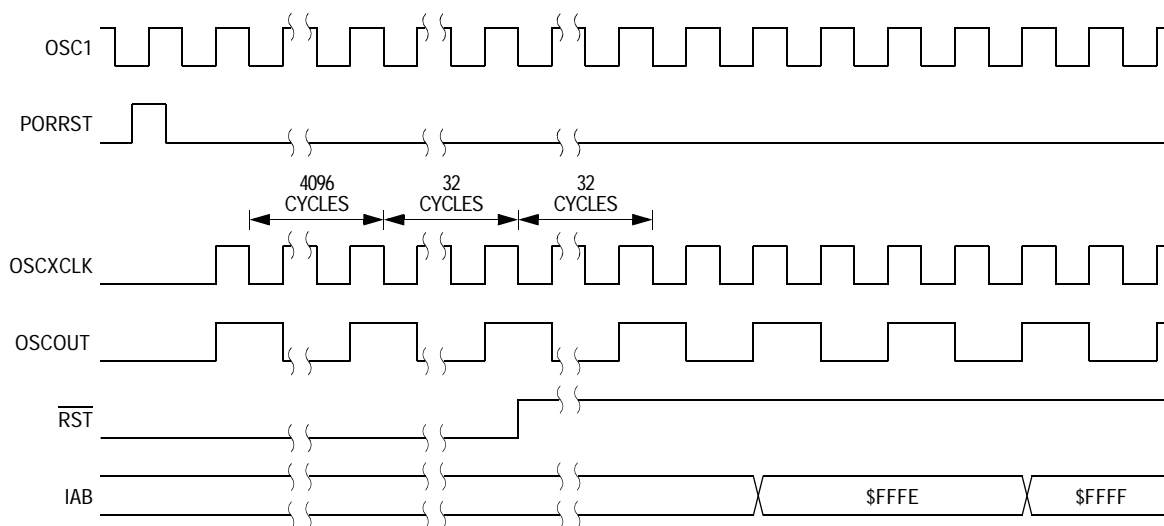 OSC1
PORRST
4096
CYCLES
32
CYCLES
32
CYCLES
OSCXCLK
OSCOUT
RST
IAB
$FFFE
$FFFF